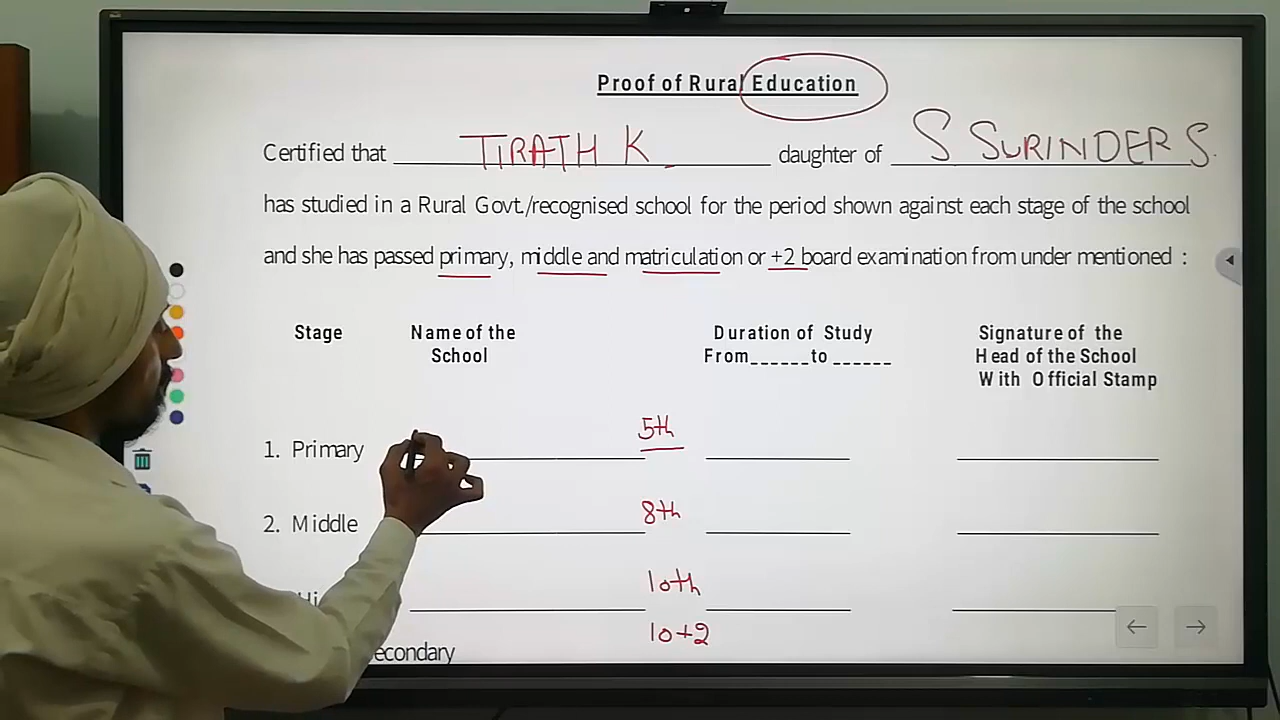 Proof of Rural Education
Certified that TIRATH K daughter of S SURINDER S.
has studied in a Rural Govt./recognised school for the period shown against each stage of the school
and she has passed primary, middle and matriculation or +2 board examination from under mentioned :
Stage Name of the School Duration of Study From______to ______ Signature of the Head of the School With Official Stamp
1. Primary 5th
2. Middle 8th
10th
10+2